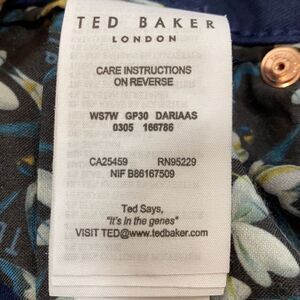 TED BAKER
LONDON
CARE INSTRUCTIONS
ON REVERSE
WS7W GP30 DARIAAS
0305 166786
CA25459 RN95229
NIF B86167509
Ted Says,
"It's in the genes"
VISIT TED@www.tedbaker.com